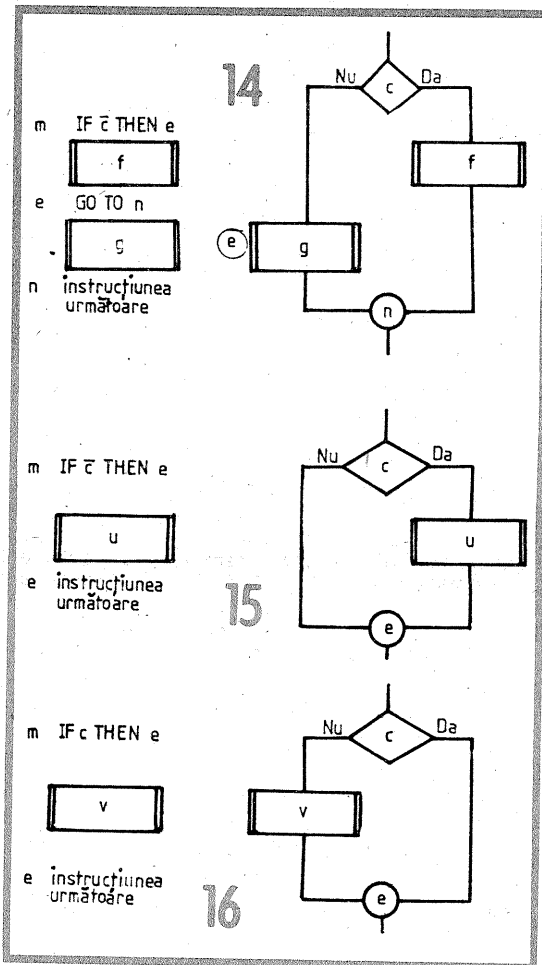 14
m IF c̄ THEN e
f
e GO TO n
g
n instrucțiunea
următoare
Nu c Da
f
e g
n
15
m IF c̄ THEN e
u
e instrucțiunea
următoare
Nu c Da
u
e
16
m IF c THEN e
v
e instrucțiunea
următoare
Nu c Da
v
e